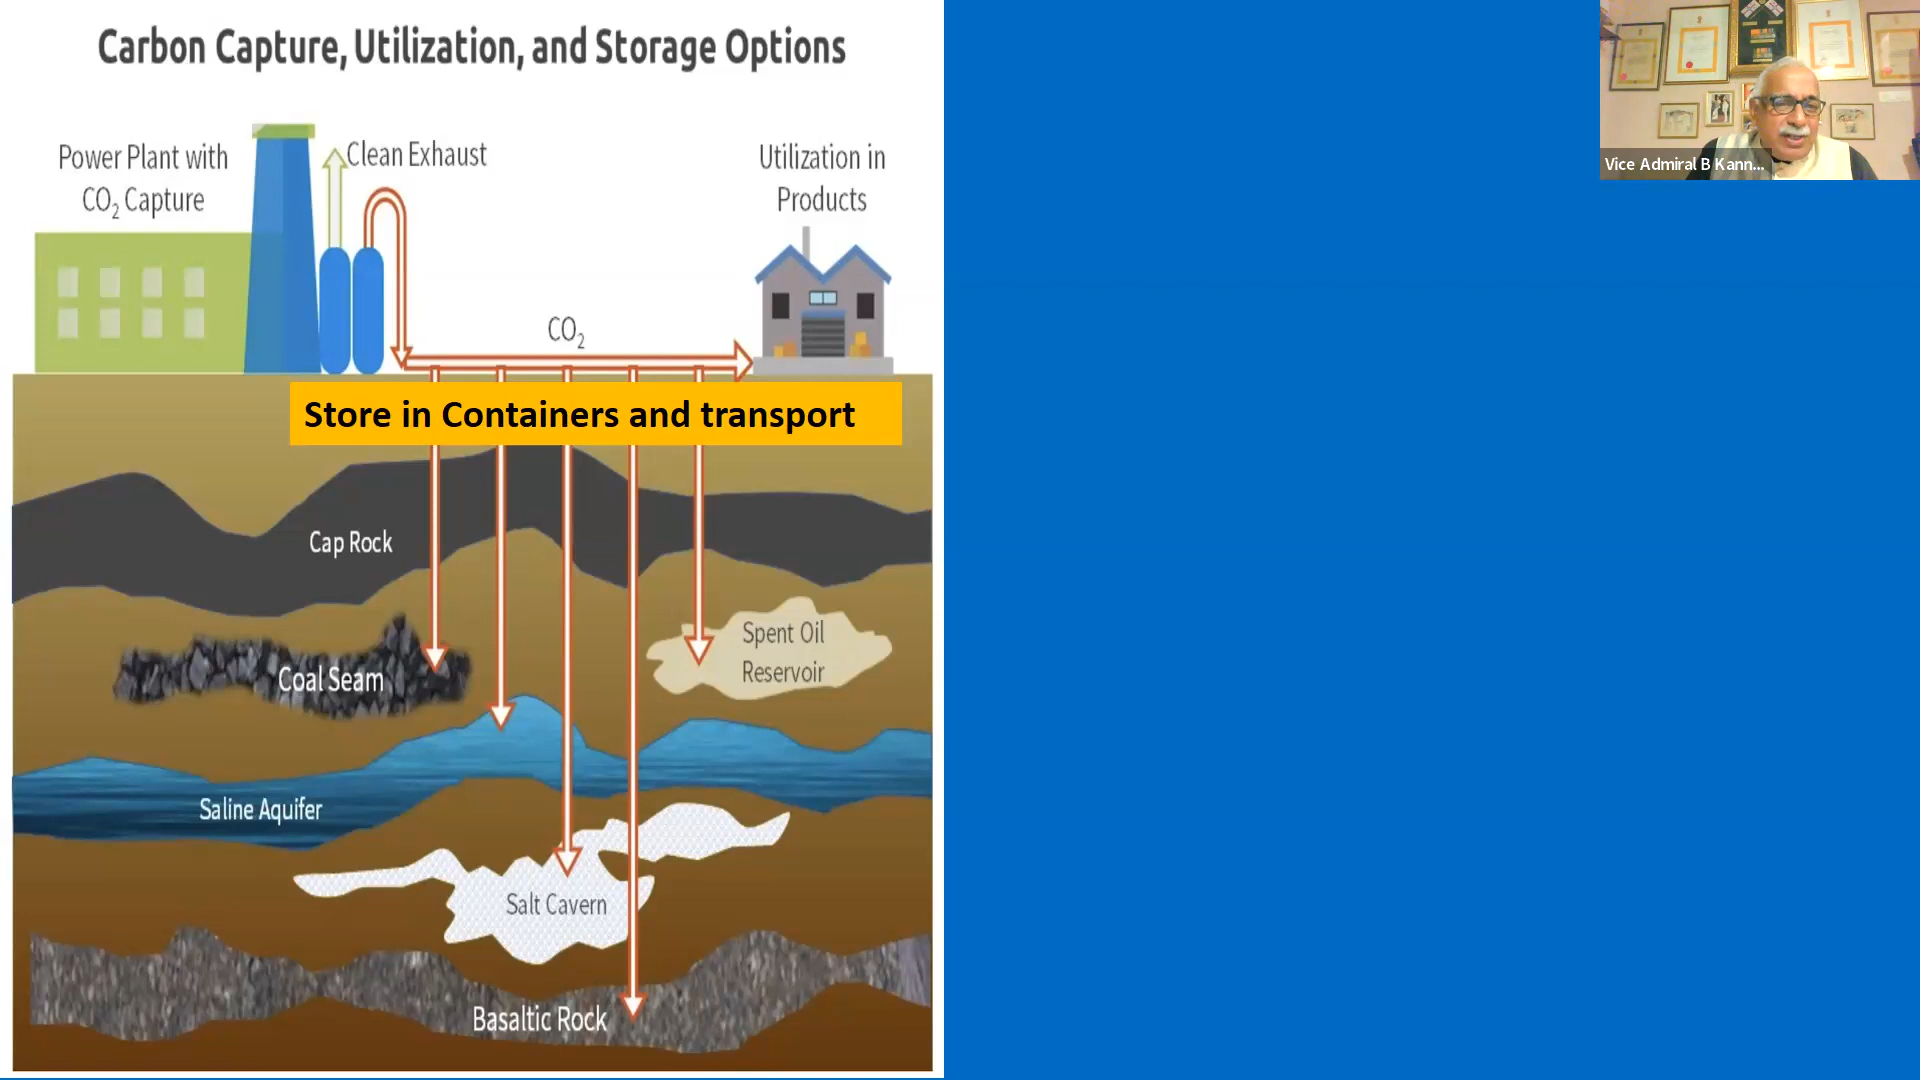 Carbon Capture, Utilization, and Storage Options
Power Plant with
CO₂ Capture
Clean Exhaust
Utilization in
Products
CO₂
Store in Containers and transport
Cap Rock
Coal Seam
Spent Oil
Reservoir
Saline Aquifer
Salt Cavern
Basaltic Rock
Vice Admiral B Kann...